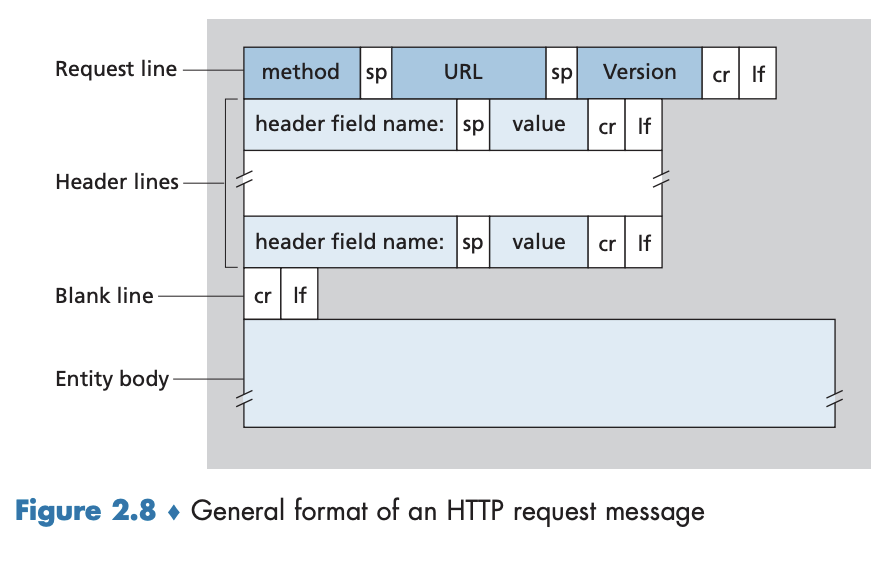 Request line method sp URL sp Version cr lf
header field name: sp value cr lf
Header lines
header field name: sp value cr lf
Blank line cr lf
Entity body
Figure 2.8 ♦ General format of an HTTP request message